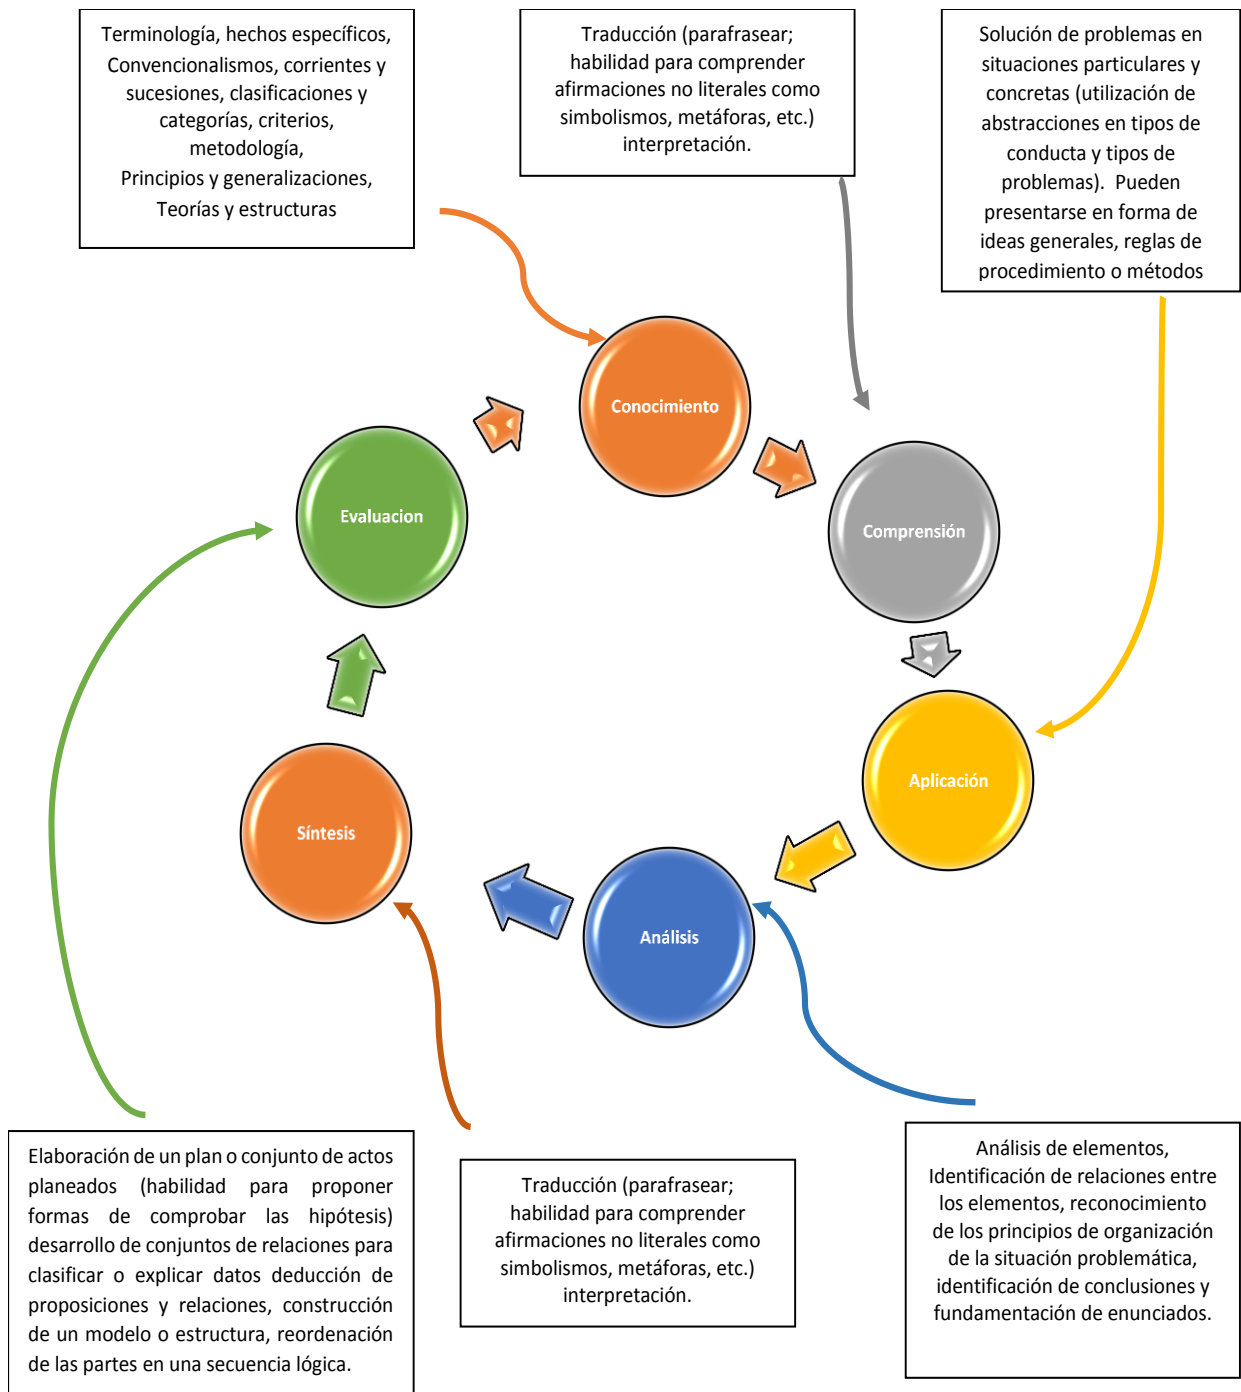 Terminología, hechos específicos,
Convencionalismos, corrientes y
sucesiones, clasificaciones y
categorías, criterios,
metodología,
Principios y generalizaciones,
Teorías y estructuras
Traducción (parafrasear;
habilidad para comprender
afirmaciones no literales como
simbolismos, metáforas, etc.)
interpretación.
Solución de problemas en
situaciones particulares y
concretas (utilización de
abstracciones en tipos de
conducta y tipos de
problemas). Pueden
presentarse en forma de
ideas generales, reglas de
procedimiento o métodos
Conocimiento
Comprensión
Aplicación
Análisis
Síntesis
Evaluacion
Elaboración de un plan o conjunto de actos
planeados (habilidad para proponer
formas de comprobar las hipótesis)
desarrollo de conjuntos de relaciones para
clasificar o explicar datos deducción de
proposiciones y relaciones, construcción
de un modelo o estructura, reordenación
de las partes en una secuencia lógica.
Traducción (parafrasear;
habilidad para comprender
afirmaciones no literales como
simbolismos, metáforas, etc.)
interpretación.
Análisis de elementos,
Identificación de relaciones entre
los elementos, reconocimiento
de los principios de organización
de la situación problemática,
identificación de conclusiones y
fundamentación de enunciados.